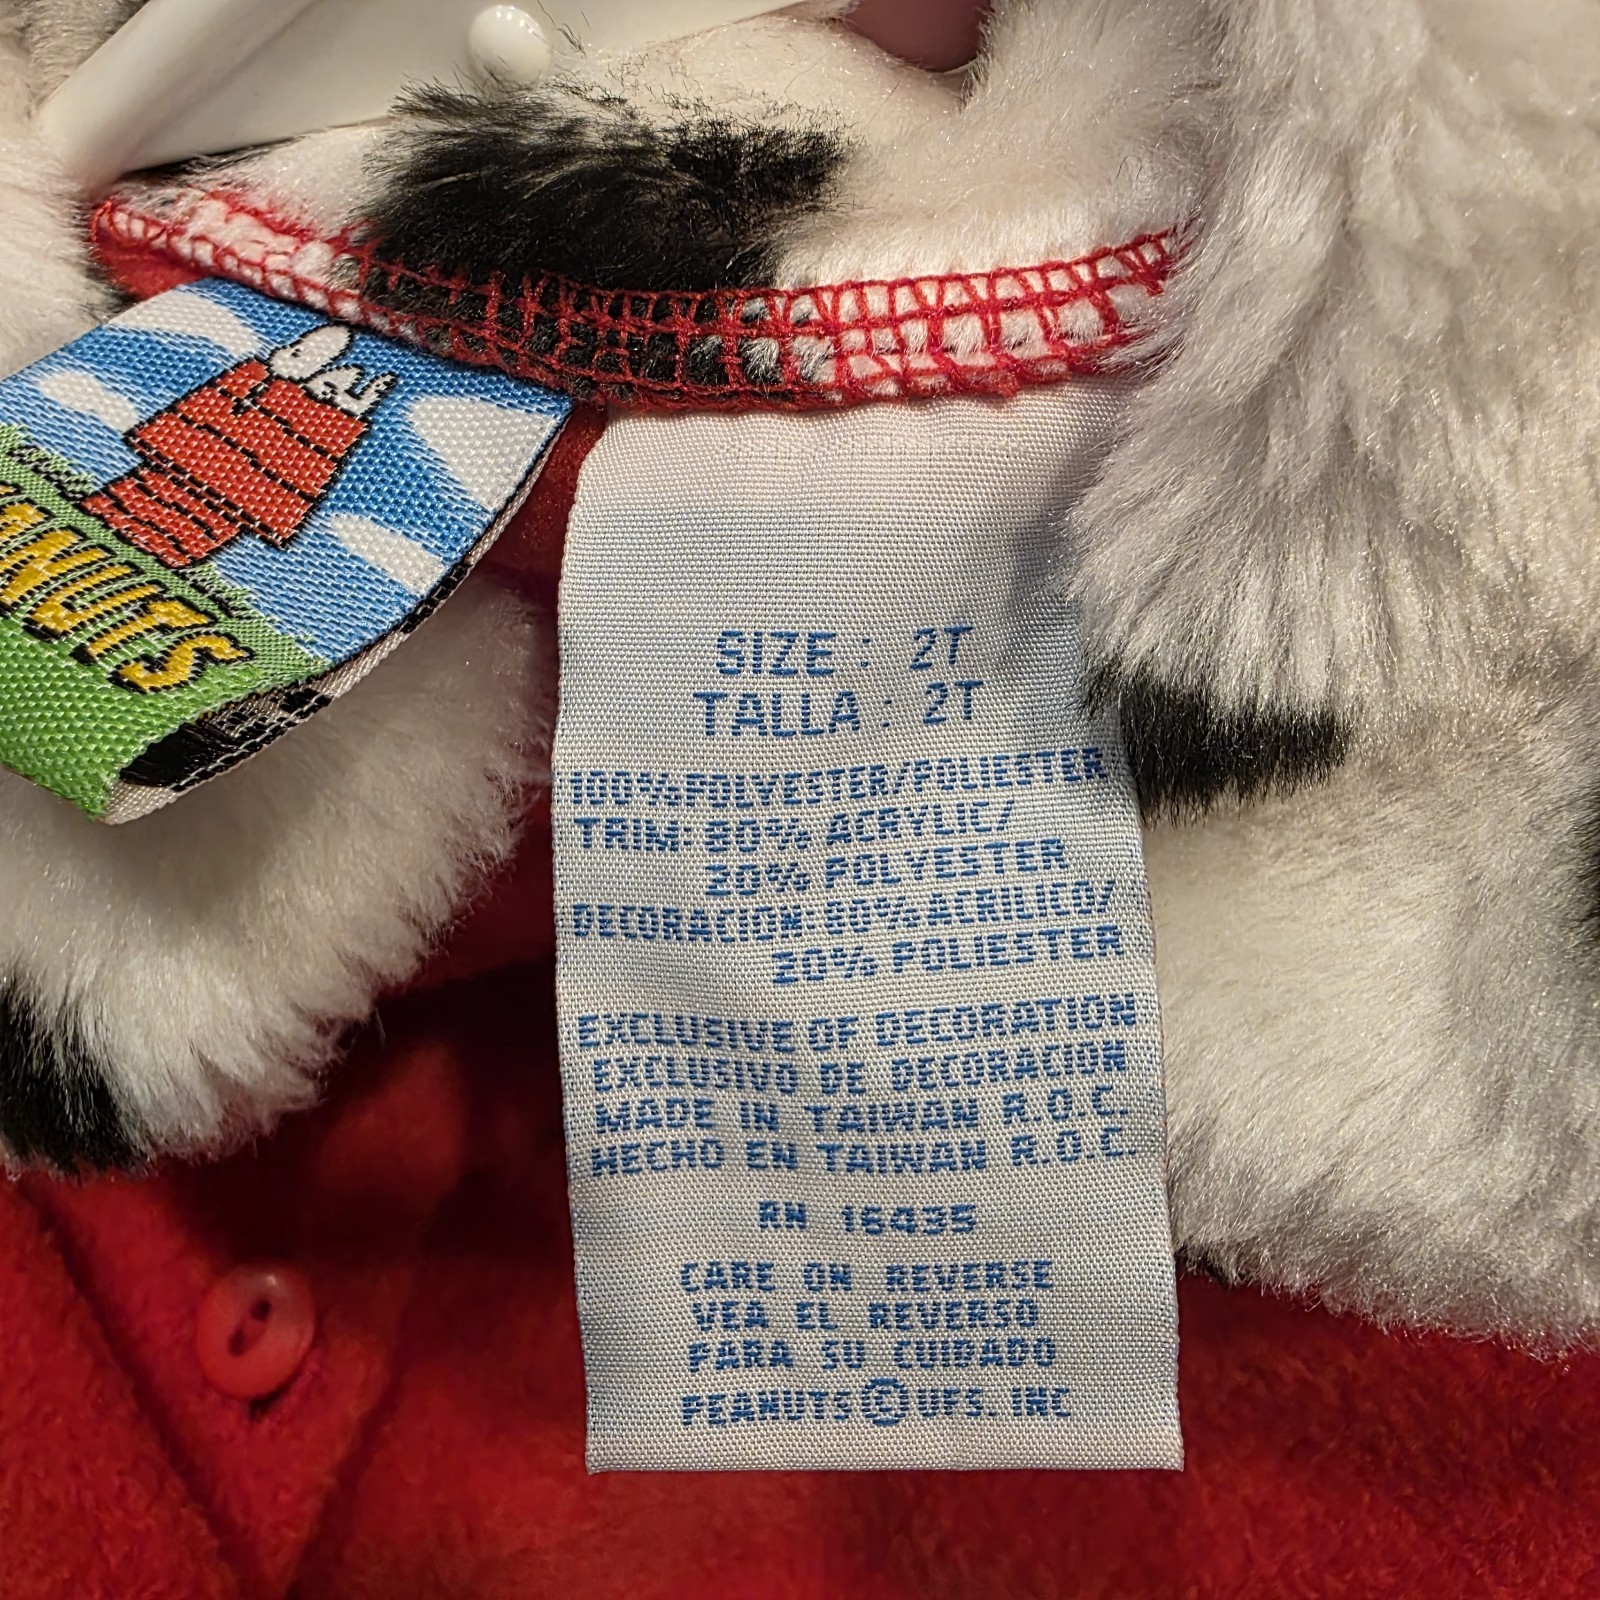 PEANUTS
SIZE : 2T
TALLA : 2T
100% POLYESTER/POLIESTER
TRIM: 80% ACRYLIC/
20% POLYESTER
DECORACION: 80% ACRILICO/
20% POLIESTER
EXCLUSIVE OF DECORATION
EXCLUSIVO DE DECORACION
MADE IN TAIWAN R.O.C.
HECHO EN TAIWAN R.O.C.
RN 16435
CARE ON REVERSE
VEA EL REVERSO
PARA SU CUIDADO
PEANUTS © UFS. INC